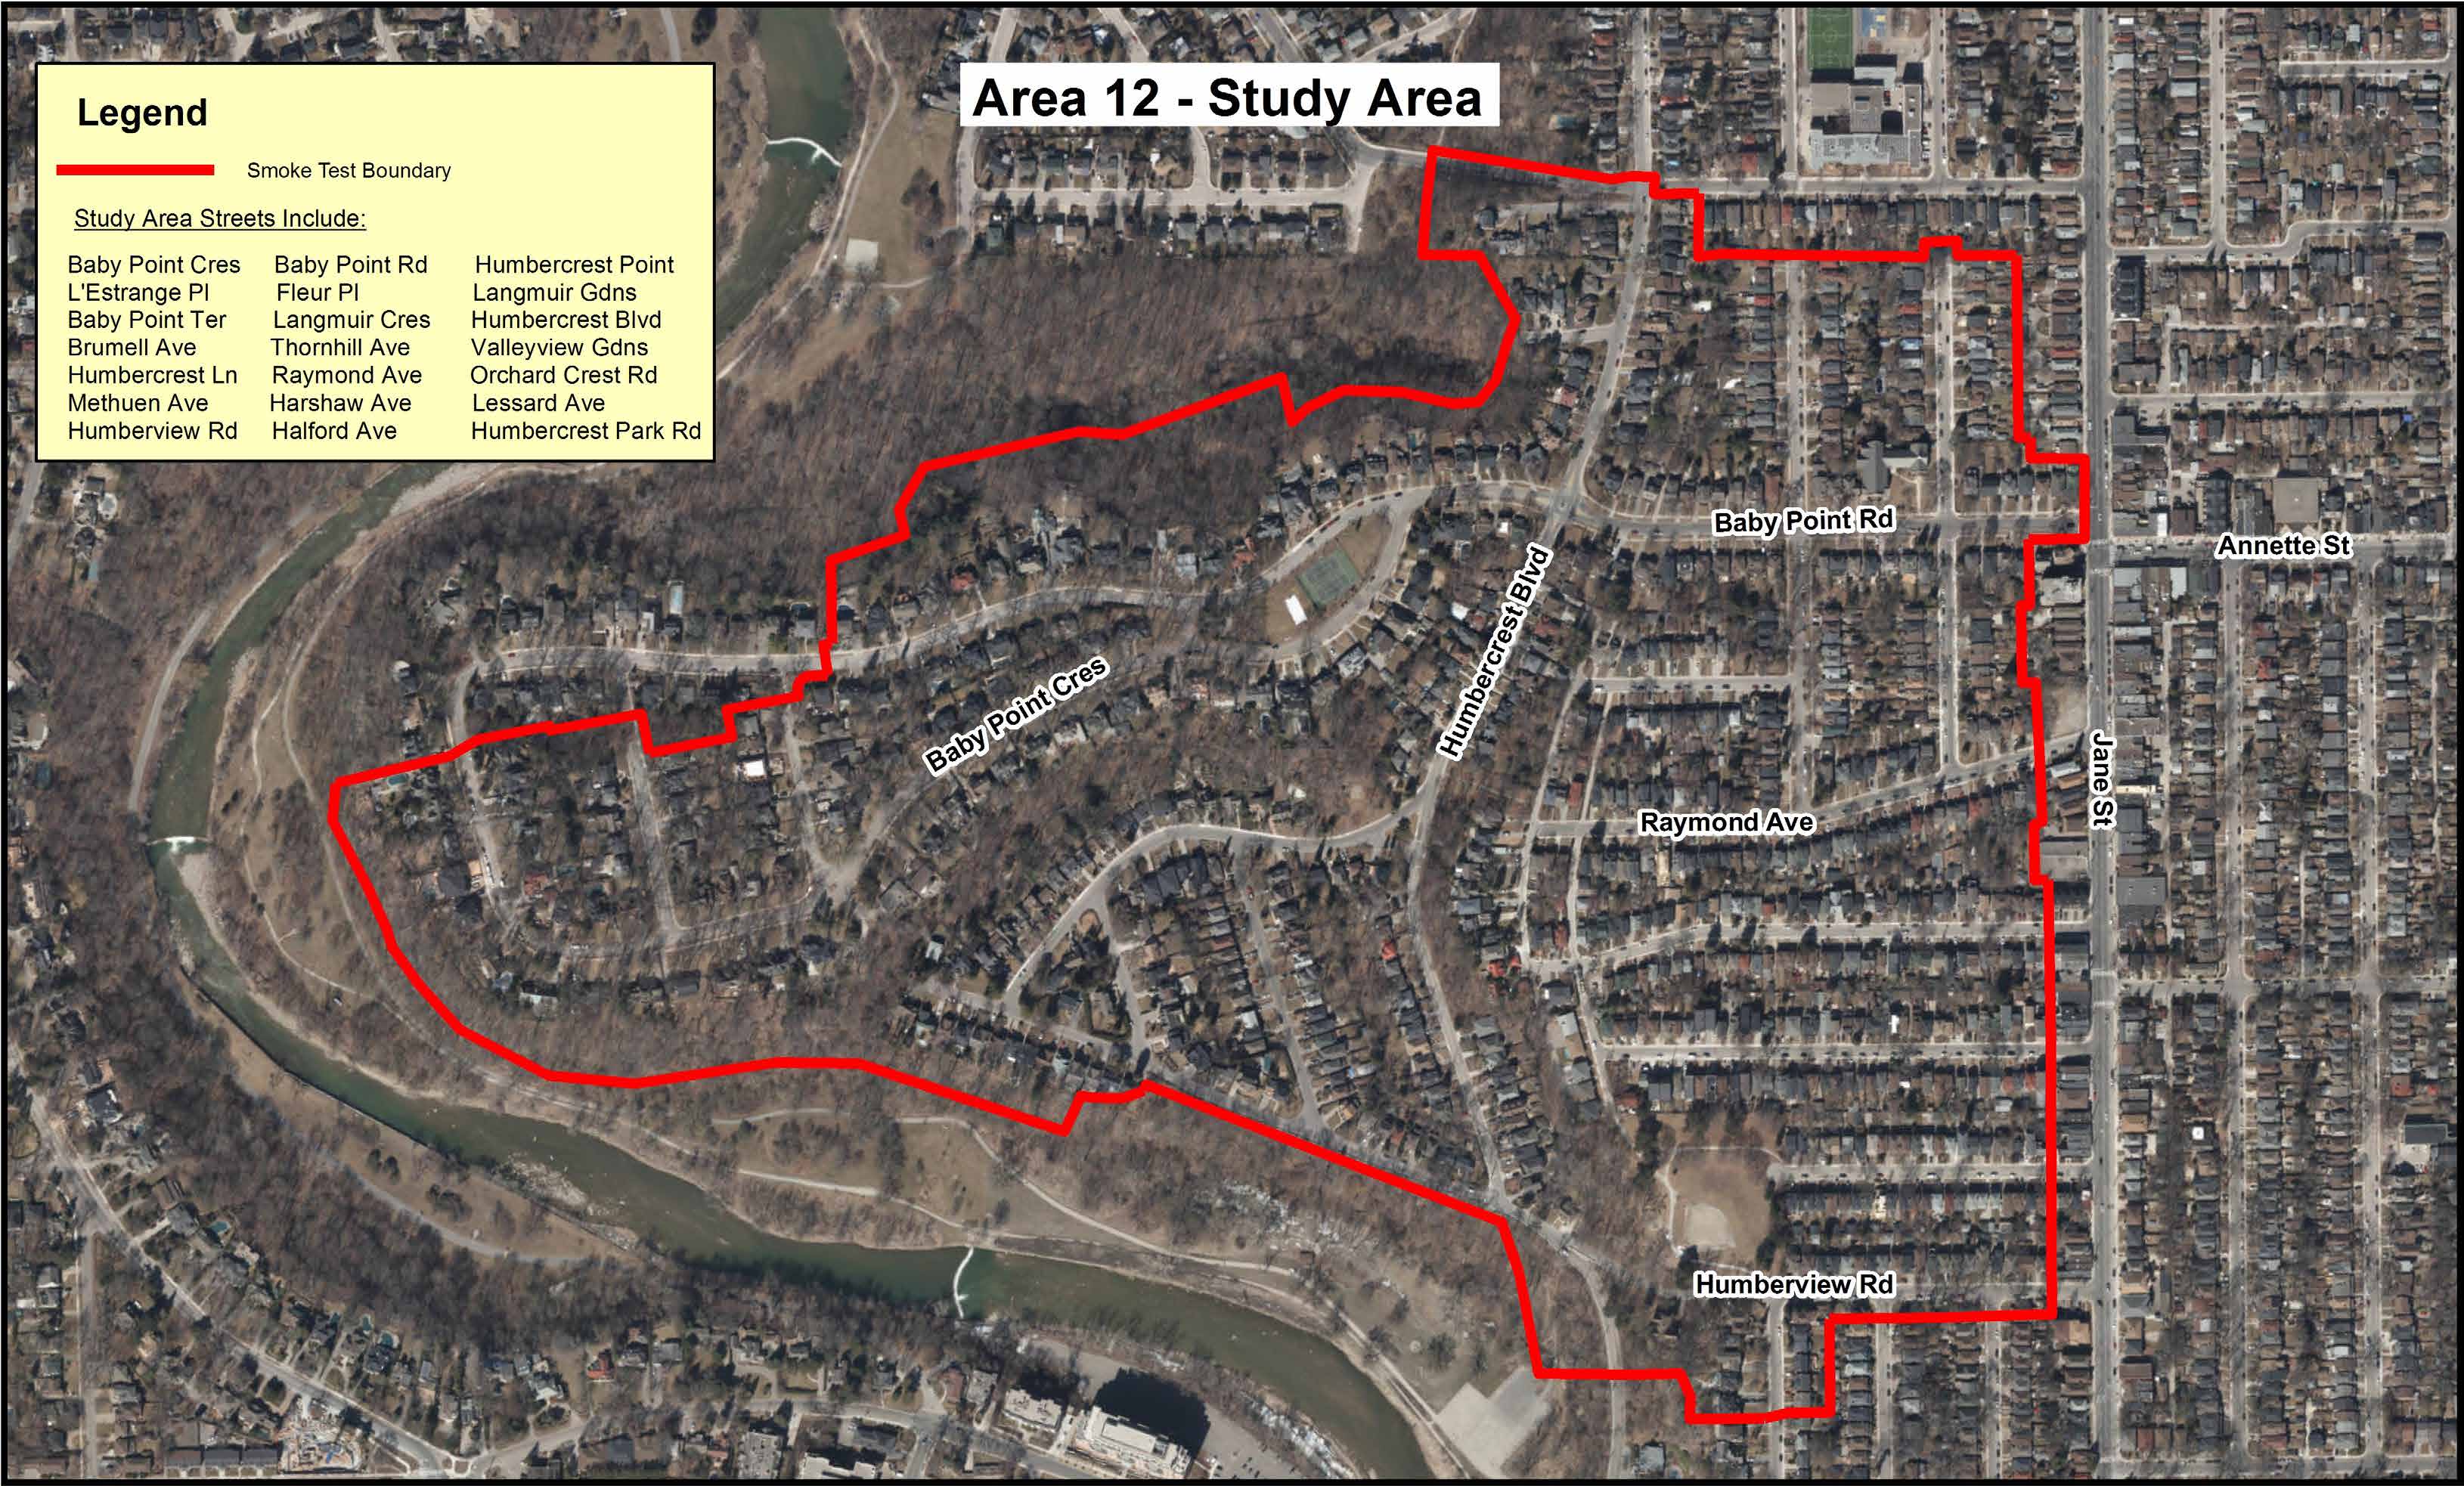 Area 12 - Study Area
Legend
Smoke Test Boundary
Study Area Streets Include:
Baby Point Cres Baby Point Rd Humbercrest Point
L'Estrange Pl Fleur Pl Langmuir Gdns
Baby Point Ter Langmuir Cres Humbercrest Blvd
Brumell Ave Thornhill Ave Valleyview Gdns
Humbercrest Ln Raymond Ave Orchard Crest Rd
Methuen Ave Harshaw Ave Lessard Ave
Humberview Rd Halford Ave Humbercrest Park Rd
Baby Point Rd
Annette St
Humbercrest Blvd
Baby Point Cres
Jane St
Raymond Ave
Humberview Rd